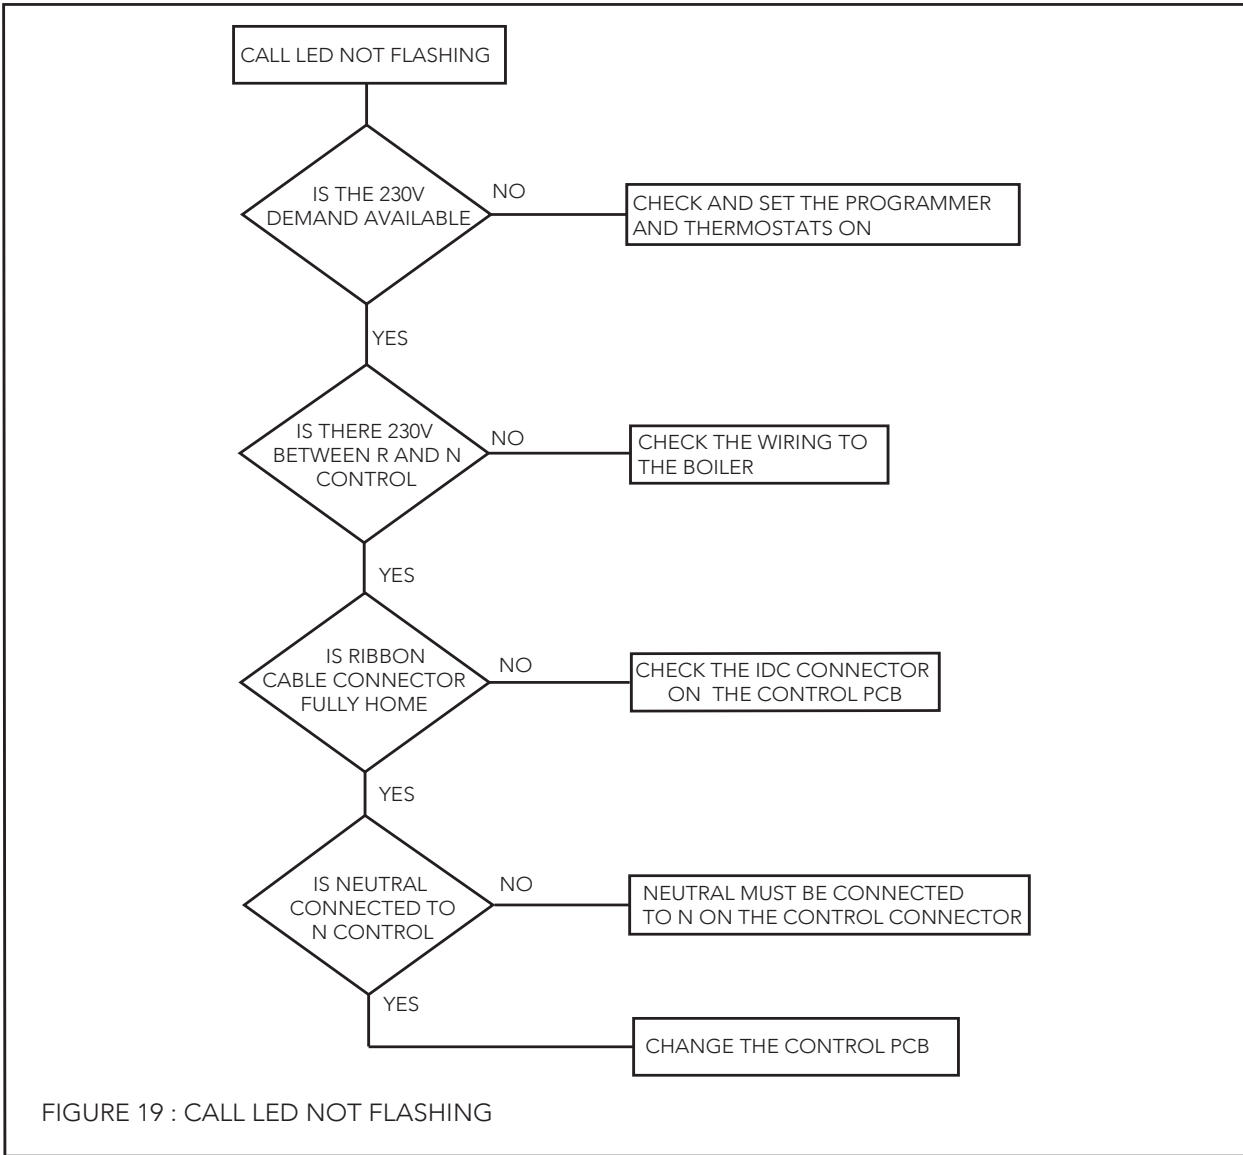 CALL LED NOT FLASHING
IS THE 230V
DEMAND AVAILABLE
NO
CHECK AND SET THE PROGRAMMER
AND THERMOSTATS ON
YES
IS THERE 230V
BETWEEN R AND N
CONTROL
NO
CHECK THE WIRING TO
THE BOILER
YES
IS RIBBON
CABLE CONNECTOR
FULLY HOME
NO
CHECK THE IDC CONNECTOR
ON THE CONTROL PCB
YES
IS NEUTRAL
CONNECTED TO
N CONTROL
NO
NEUTRAL MUST BE CONNECTED
TO N ON THE CONTROL CONNECTOR
YES
CHANGE THE CONTROL PCB
FIGURE 19 : CALL LED NOT FLASHING